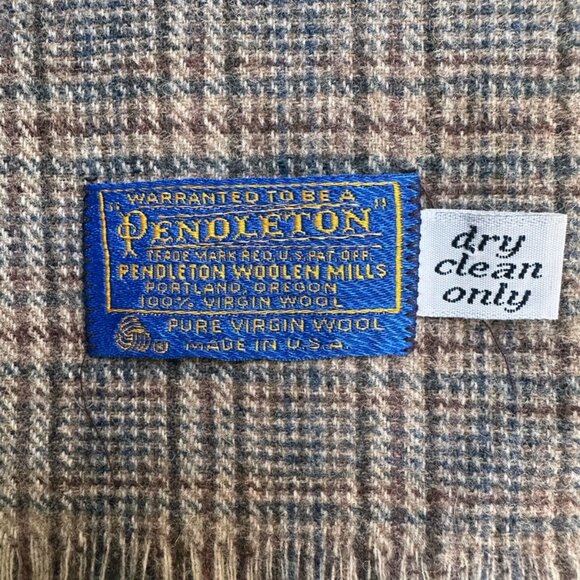 WARRANTED TO BE A
"PENDLETON"
TRADE MARK REG. U.S. PAT. OFF.
PENDLETON WOOLEN MILLS
PORTLAND, OREGON
100% VIRGIN WOOL
® PURE VIRGIN WOOL
MADE IN U.S.A.
dry
clean
only